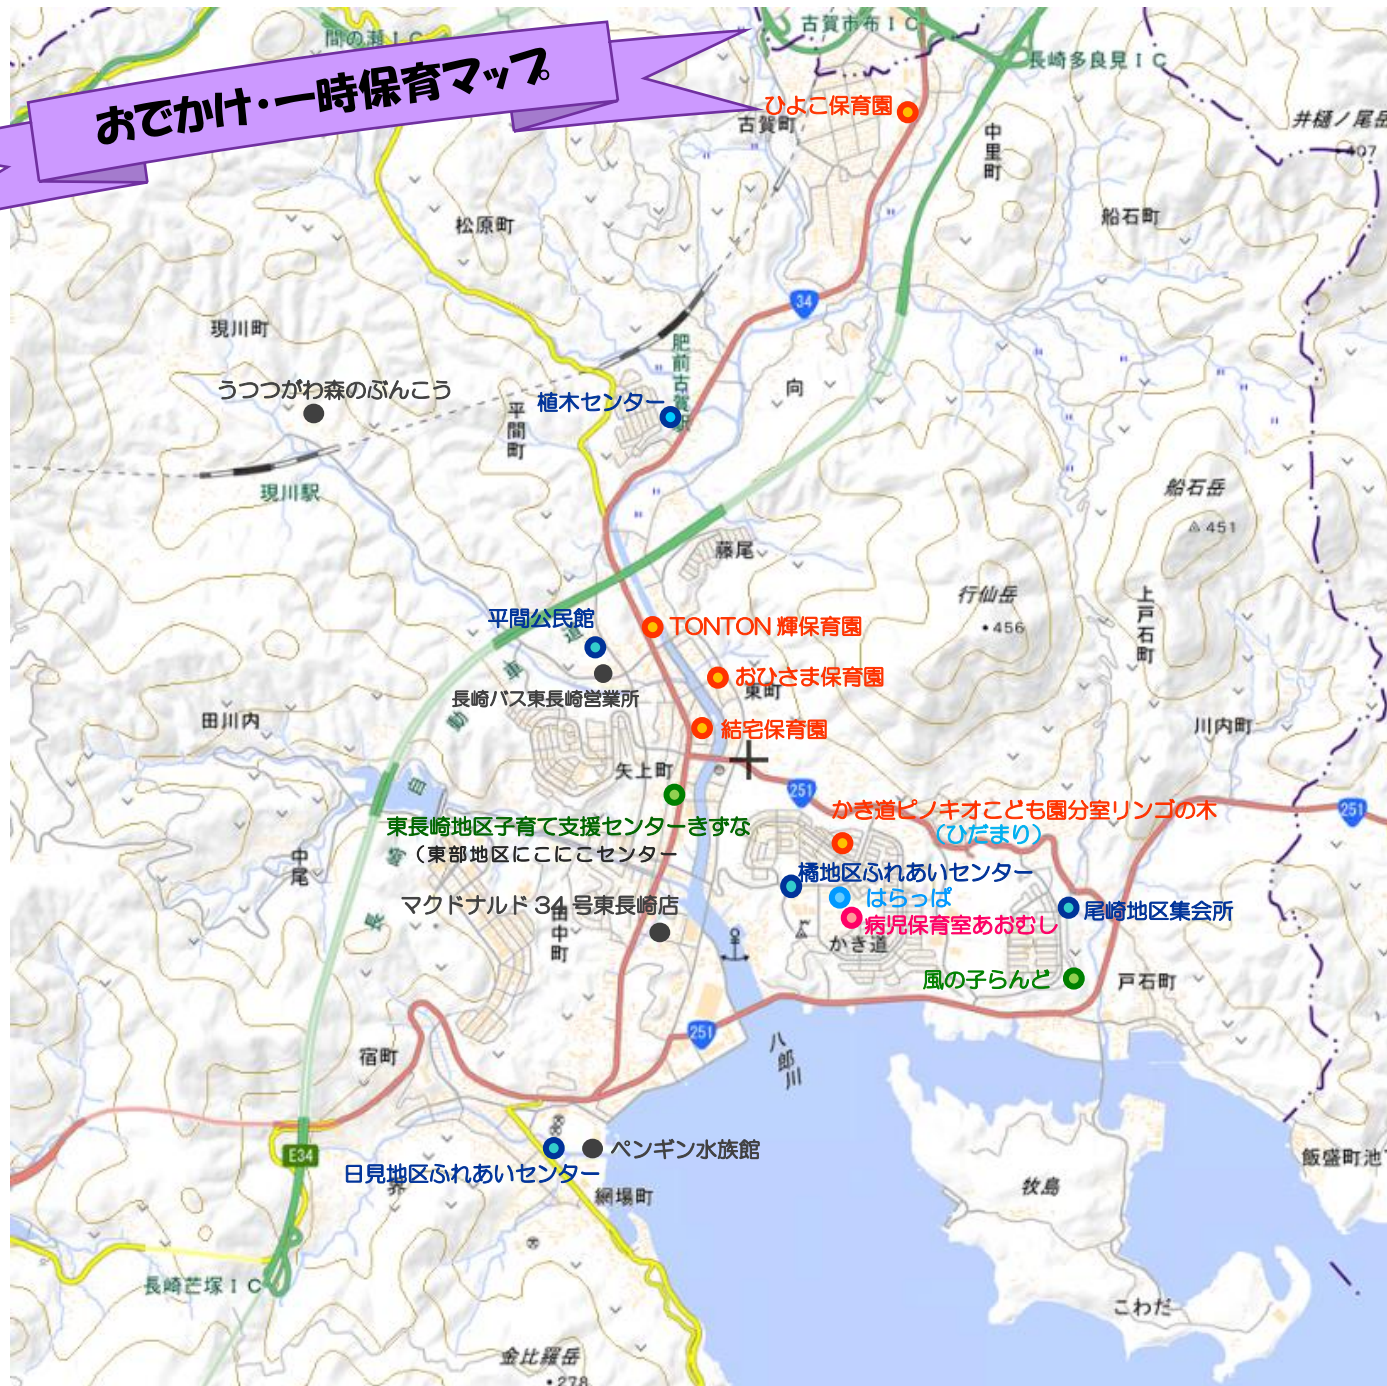 間の瀬IC
古賀市布IC
長崎多良見IC
おでかけ・一時保育マップ
ひよこ保育園
古賀町
中里町
井樋ノ尾岳
407
松原町
船石町
34
現川町
肥前古賀駅
うつつがわ森のぶんこう
植木センター
向
平間町
現川駅
船石岳
451
藤尾
行仙岳
456
上戸石町
平間公民館
TONTON 輝保育園
おひさま保育園
東町
長崎バス東長崎営業所
田川内
結宅保育園
川内町
矢上町
長崎自動車道
251
251
かき道ピノキオこども園分室リンゴの木
(ひだまり)
東長崎地区子育て支援センターきずな
(東部地区にこにこセンター
中尾
橘地区ふれあいセンター
はらっぱ
マクドナルド 34 号東長崎店
田中町
病児保育室あおむし
尾崎地区集会所
かき道
風の子らんど
戸石町
251
八郎川
宿町
E34
ペンギン水族館
日見地区ふれあいセンター
界
網場町
牧島
飯盛町池下
長崎芒塚IC
こわだ
金比羅岳
278